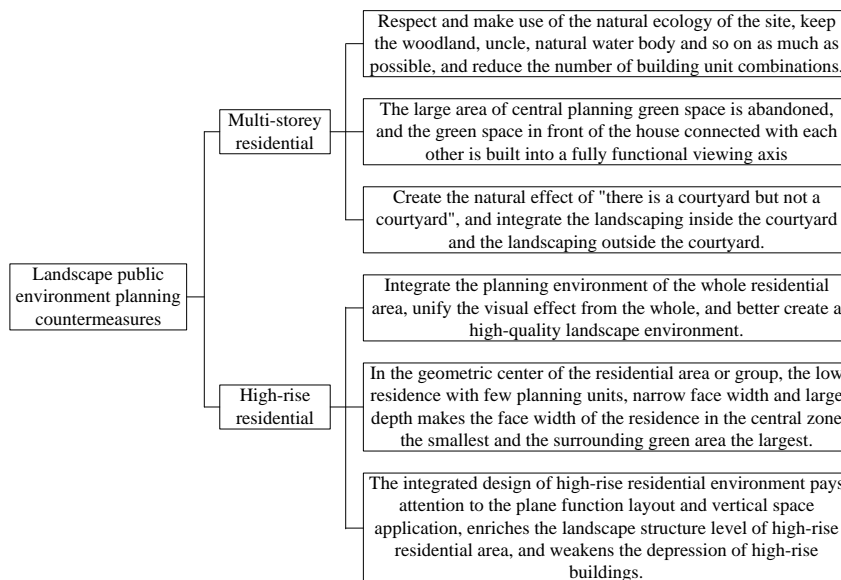 Landscape public
environment planning
countermeasures
Multi-storey
residential
Respect and make use of the natural ecology of the site, keep
the woodland, uncle, natural water body and so on as much as
possible, and reduce the number of building unit combinations.
The large area of central planning green space is abandoned,
and the green space in front of the house connected with each
other is built into a fully functional viewing axis
Create the natural effect of "there is a courtyard but not a
courtyard", and integrate the landscaping inside the courtyard
and the landscaping outside the courtyard.
High-rise
residential
Integrate the planning environment of the whole residential
area, unify the visual effect from the whole, and better create a
high-quality landscape environment.
In the geometric center of the residential area or group, the low
residence with few planning units, narrow face width and large
depth makes the face width of the residence in the central zone
the smallest and the surrounding green area the largest.
The integrated design of high-rise residential environment pays
attention to the plane function layout and vertical space
application, enriches the landscape structure level of high-rise
residential area, and weakens the depression of high-rise
buildings.